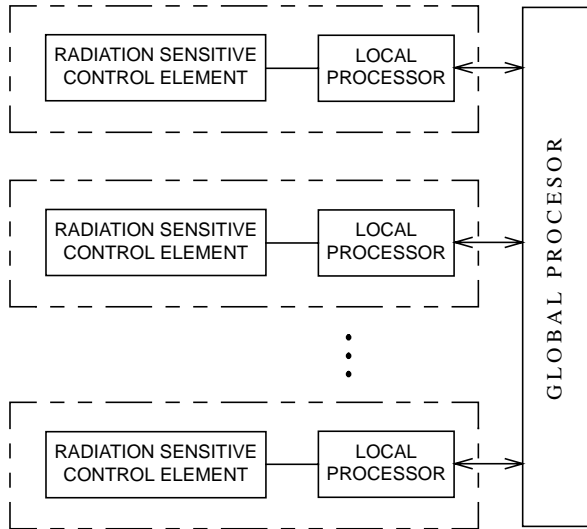 RADIATION SENSITIVE
CONTROL ELEMENT
LOCAL
PROCESSOR
RADIATION SENSITIVE
CONTROL ELEMENT
LOCAL
PROCESSOR
RADIATION SENSITIVE
CONTROL ELEMENT
LOCAL
PROCESSOR
GLOBAL PROCESOR